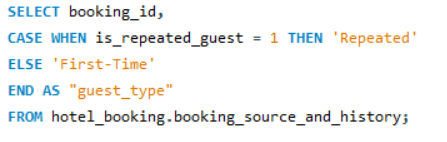 SELECT booking_id,
CASE WHEN is_repeated_guest = 1 THEN 'Repeated'
ELSE 'First-Time'
END AS "guest_type"
FROM hotel_booking.booking_source_and_history;